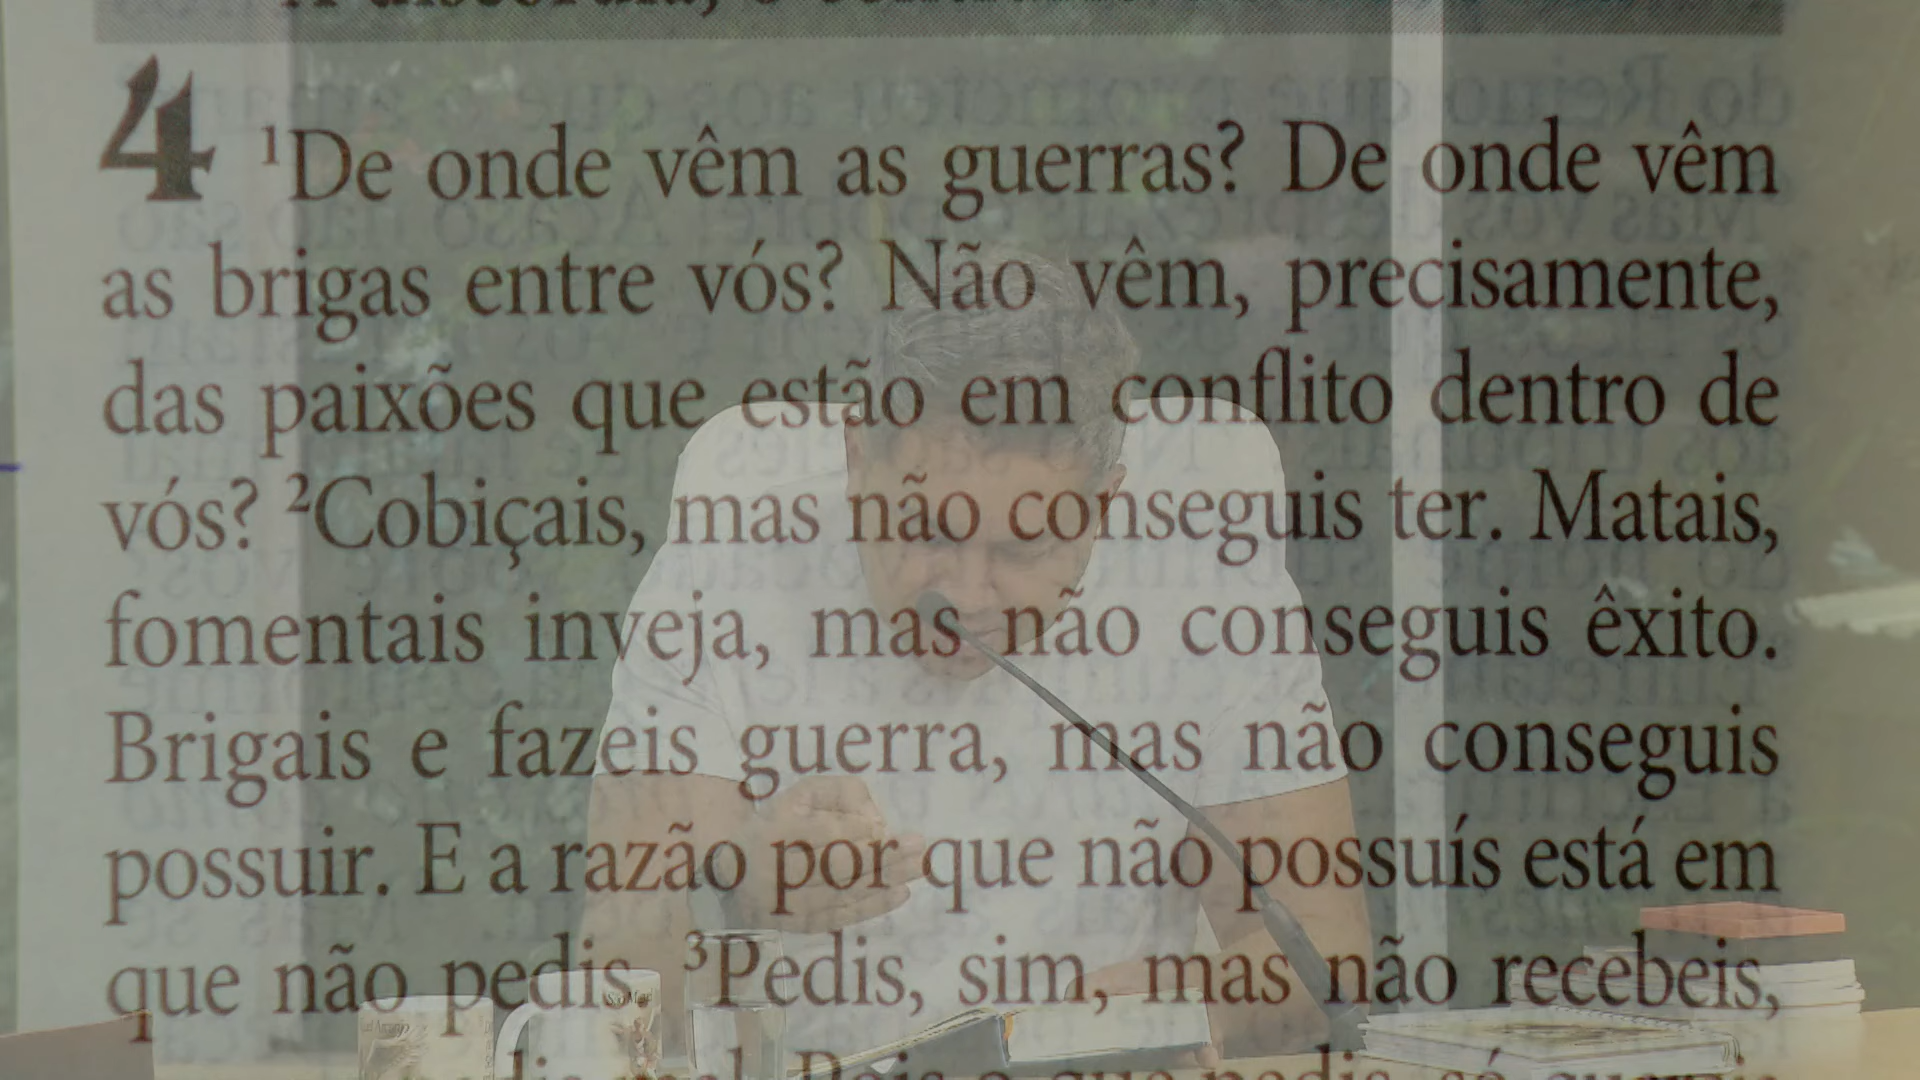 4 ¹De onde vêm as guerras? De onde vêm
as brigas entre vós? Não vêm, precisamente,
das paixões que estão em conflito dentro de
vós? ²Cobiçais, mas não conseguis ter. Matais,
fomentais inveja, mas não conseguis êxito.
Brigais e fazeis guerra, mas não conseguis
possuir. E a razão por que não possuís está em
que não pedis. ³Pedis, sim, mas não recebeis,